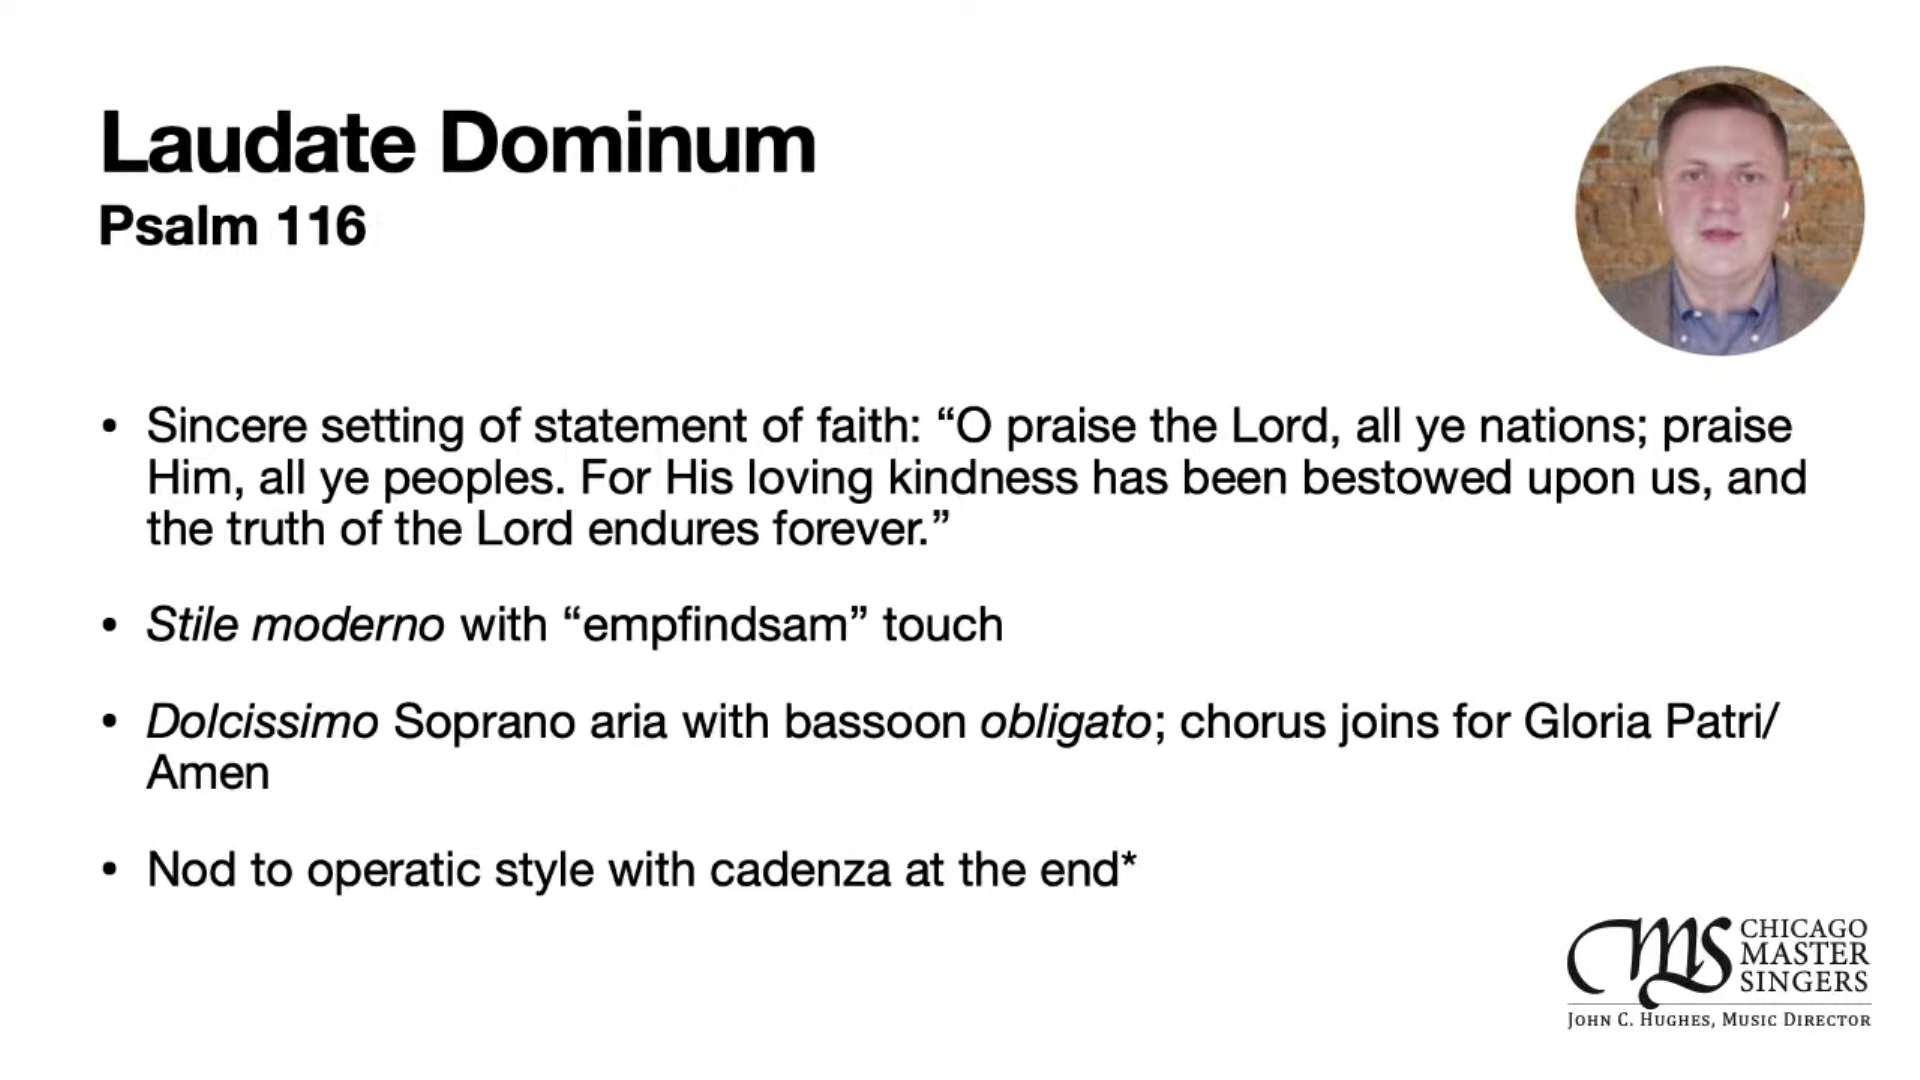 Laudate Dominum
Psalm 116
• Sincere setting of statement of faith: “O praise the Lord, all ye nations; praise
Him, all ye peoples. For His loving kindness has been bestowed upon us, and
the truth of the Lord endures forever.”
• Stile moderno with “empfindsam” touch
• Dolcissimo Soprano aria with bassoon obligato; chorus joins for Gloria Patri/
Amen
• Nod to operatic style with cadenza at the end*
CMS
CHICAGO
MASTER
SINGERS
JOHN C. HUGHES, MUSIC DIRECTOR